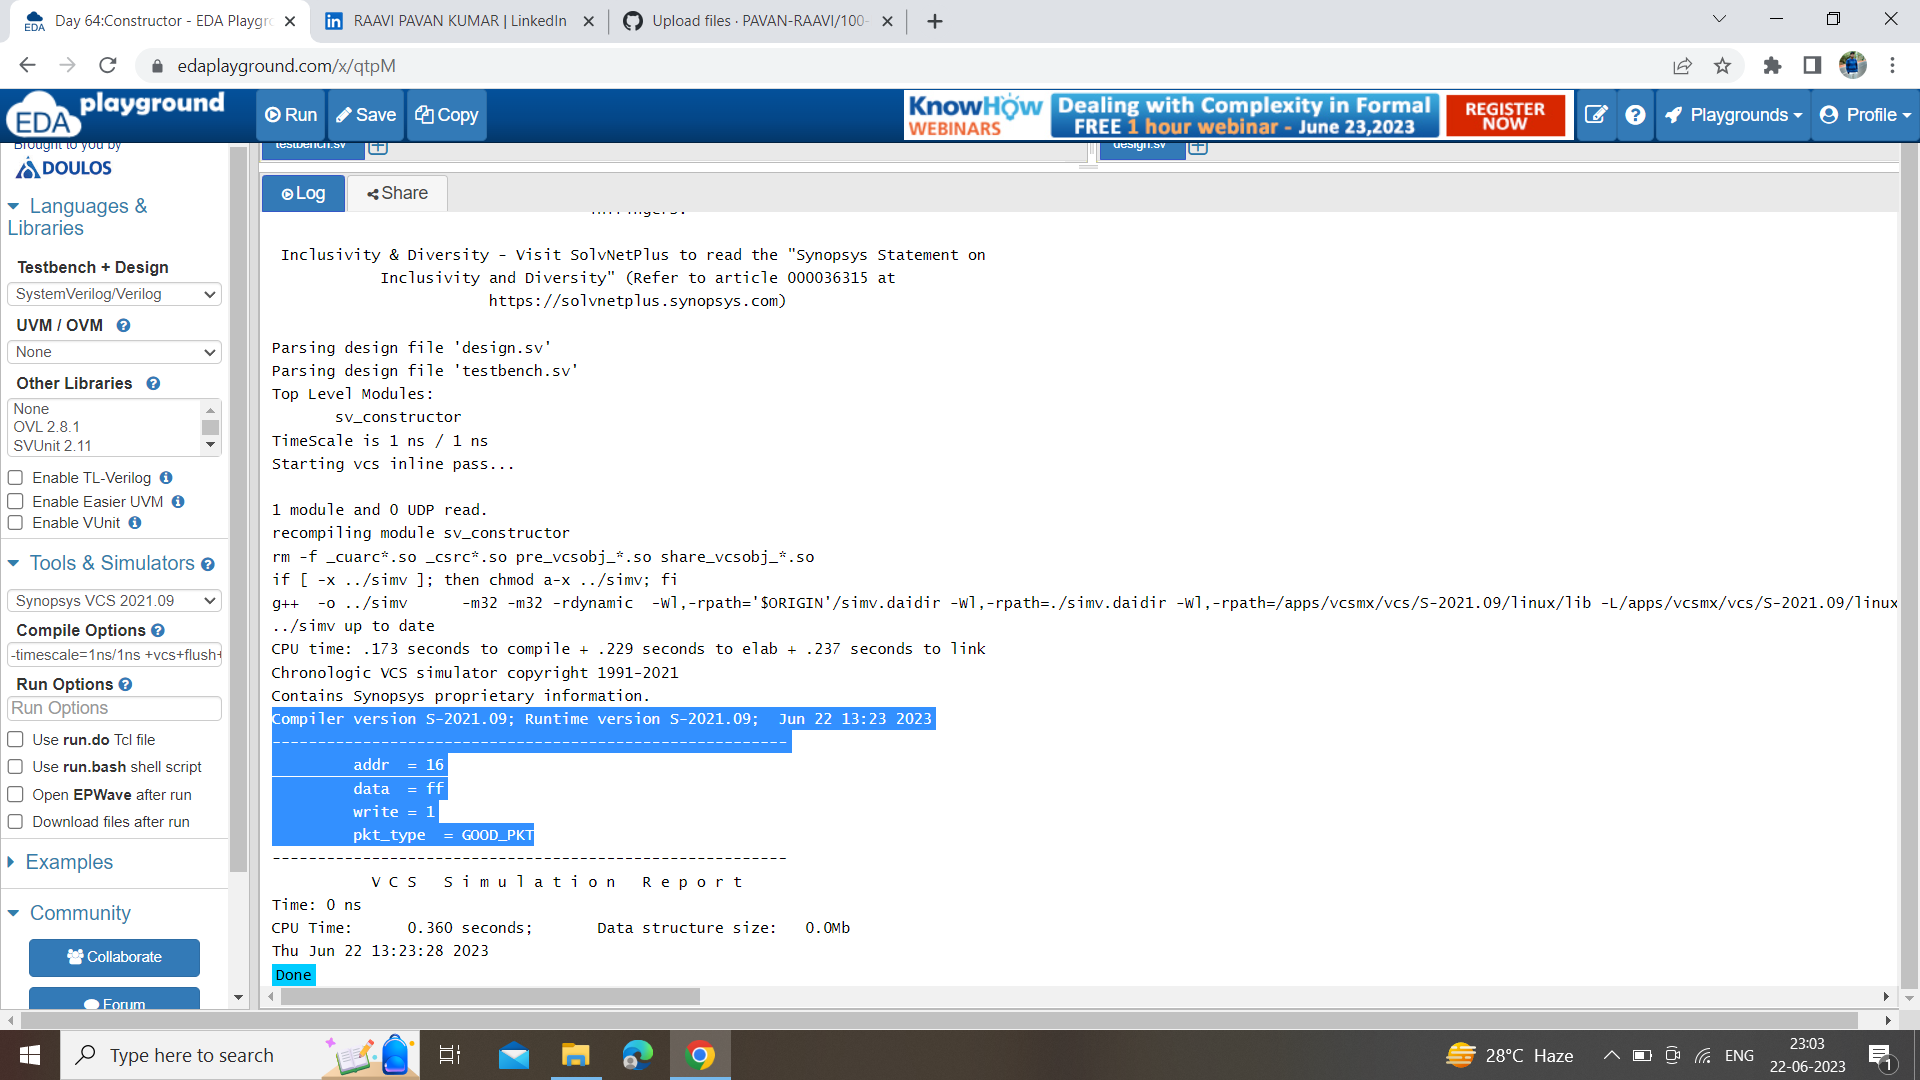 Day 64:Constructor - EDA Playgro
RAAVI PAVAN KUMAR | LinkedIn
Upload files · PAVAN-RAAVI/100-
edaplayground.com/x/qtpM
EDA playground
Run
Save
Copy
KnowHow WEBINARS
Dealing with Complexity in Formal
FREE 1 hour webinar - June 23,2023
REGISTER NOW
Playgrounds
Profile
Brought to you by
DOULOS
Languages & Libraries
Testbench + Design
SystemVerilog/Verilog
UVM / OVM
None
Other Libraries
None
OVL 2.8.1
SVUnit 2.11
Enable TL-Verilog
Enable Easier UVM
Enable VUnit
Tools & Simulators
Synopsys VCS 2021.09
Compile Options
-timescale=1ns/1ns +vcs+flush+
Run Options
Run Options
Use run.do Tcl file
Use run.bash shell script
Open EPWave after run
Download files after run
Examples
Community
Collaborate
Forum
testbench.sv
design.sv
Log
Share
infringers.
Inclusivity & Diversity - Visit SolvNetPlus to read the "Synopsys Statement on
Inclusivity and Diversity" (Refer to article 000036315 at
https://solvnetplus.synopsys.com)
Parsing design file 'design.sv'
Parsing design file 'testbench.sv'
Top Level Modules:
sv_constructor
TimeScale is 1 ns / 1 ns
Starting vcs inline pass...
1 module and 0 UDP read.
recompiling module sv_constructor
rm -f _cuarc*.so _csrc*.so pre_vcsobj_*.so share_vcsobj_*.so
if [ -x ../simv ]; then chmod a-x ../simv; fi
g++  -o ../simv      -m32 -m32 -rdynamic  -Wl,-rpath='$ORIGIN'/simv.daidir -Wl,-rpath=./simv.daidir -Wl,-rpath=/apps/vcsmx/vcs/S-2021.09/linux/lib -L/apps/vcsmx/vcs/S-2021.09/linux
../simv up to date
CPU time: .173 seconds to compile + .229 seconds to elab + .237 seconds to link
Chronologic VCS simulator copyright 1991-2021
Contains Synopsys proprietary information.
Compiler version S-2021.09; Runtime version S-2021.09;  Jun 22 13:23 2023
---------------------------------------------------------
addr  = 16
data  = ff
write = 1
pkt_type  = GOOD_PKT
---------------------------------------------------------
V C S   S i m u l a t i o n   R e p o r t
Time: 0 ns
CPU Time:      0.360 seconds;       Data structure size:   0.0Mb
Thu Jun 22 13:23:28 2023
Done
Type here to search
28°C Haze
ENG
23:03
22-06-2023
1